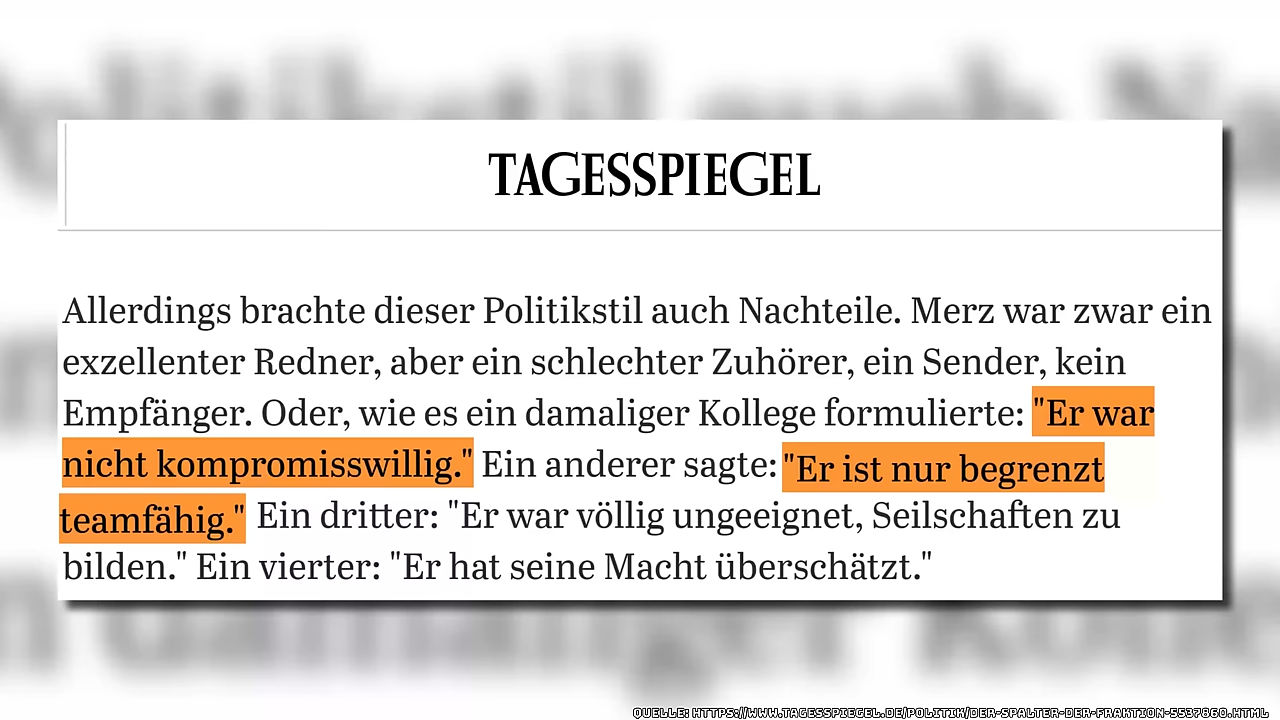 TAGESSPIEGEL
Allerdings brachte dieser Politikstil auch Nachteile. Merz war zwar ein
exzellenter Redner, aber ein schlechter Zuhörer, ein Sender, kein
Empfänger. Oder, wie es ein damaliger Kollege formulierte: "Er war
nicht kompromisswillig." Ein anderer sagte: "Er ist nur begrenzt
teamfähig." Ein dritter: "Er war völlig ungeeignet, Seilschaften zu
bilden." Ein vierter: "Er hat seine Macht überschätzt."
QUELLE: HTTPS://WWW.TAGESSPIEGEL.DE/POLITIK/DER-SPALTER-DER-FRAKTION-5537860.HTML